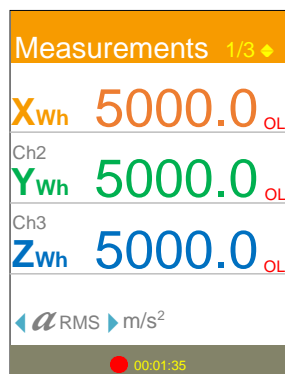 Measurements 1/3
XWh 5000.0 OL
Ch2
YWh 5000.0 OL
Ch3
ZWh 5000.0 OL
a RMS m/s²
00:01:35